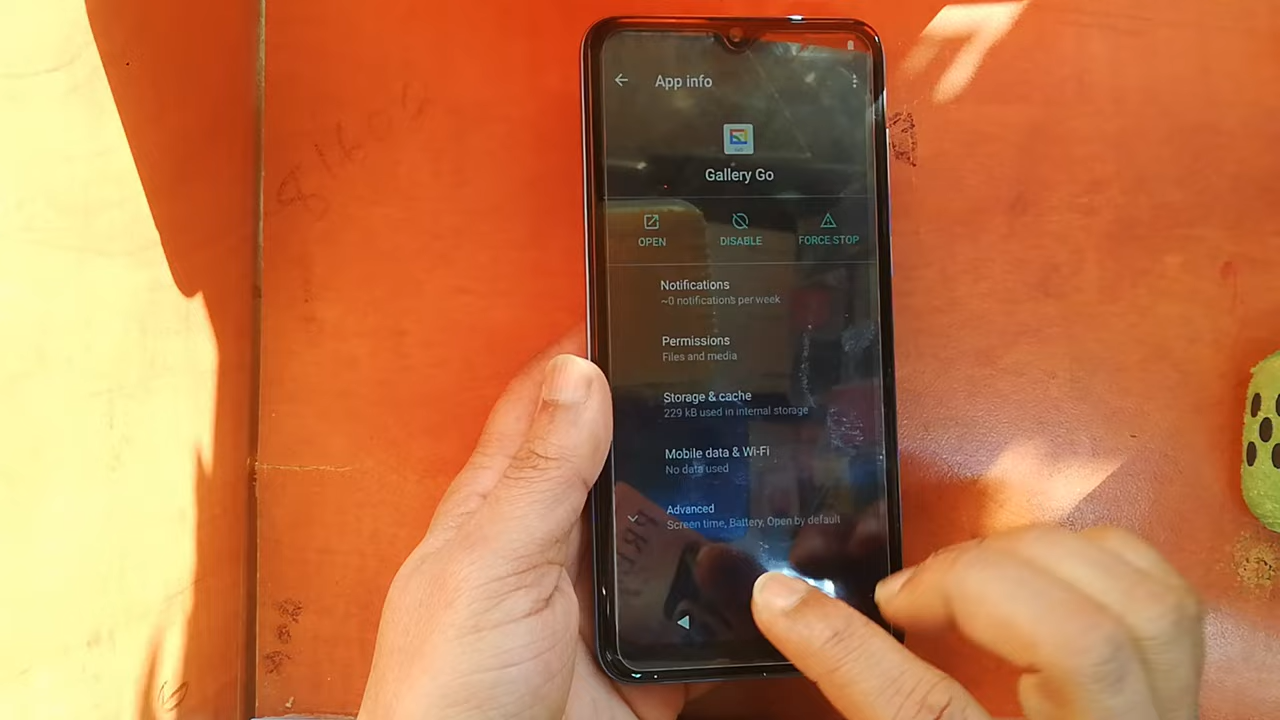 App info
Gallery Go
OPEN
DISABLE
FORCE STOP
Notifications
~0 notifications per week
Permissions
Files and media
Storage & cache
229 kB used in internal storage
Mobile data & Wi-Fi
No data used
Advanced
Screen time, Battery, Open by default